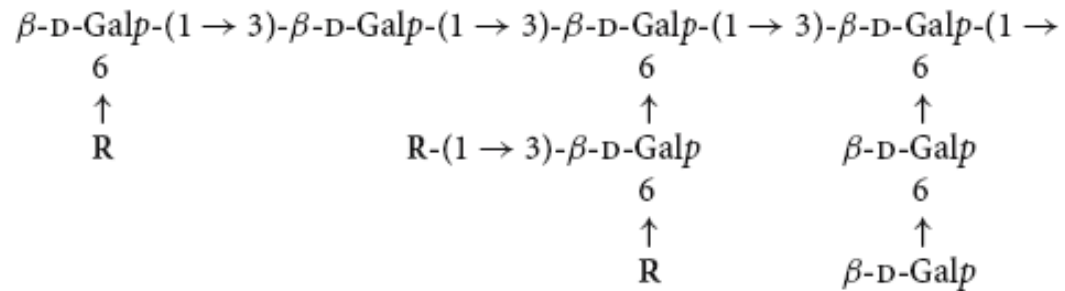 β-D-Galp-(1 → 3)-β-D-Galp-(1 → 3)-β-D-Galp-(1 → 3)-β-D-Galp-(1 →
6 6 6
↑ ↑ ↑
R R-(1 → 3)-β-D-Galp β-D-Galp
6 6
↑ ↑
R β-D-Galp